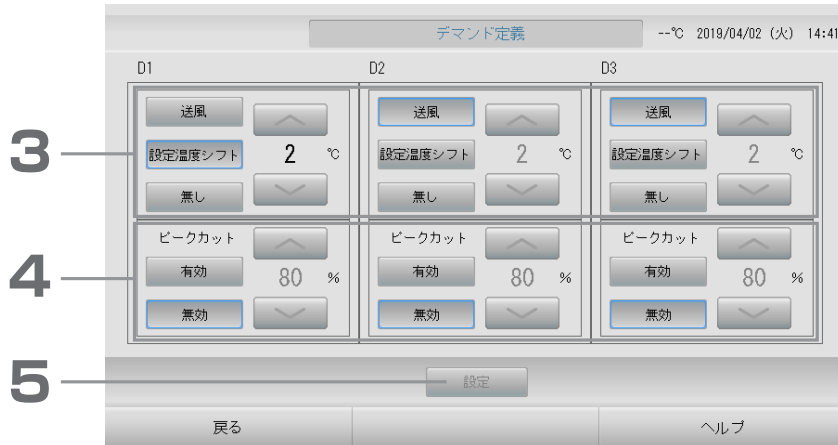 デマンド定義 --℃ 2019/04/02 (火) 14:41
D1 D2 D3
送風 送風 送風
3 設定温度シフト 2 ℃ 設定温度シフト 2 ℃ 設定温度シフト 2 ℃
無し 無し 無し
ピークカット ピークカット ピークカット
4 有効 80 % 有効 80 % 有効 80 %
無効 無効 無効
5 設定
戻る ヘルプ